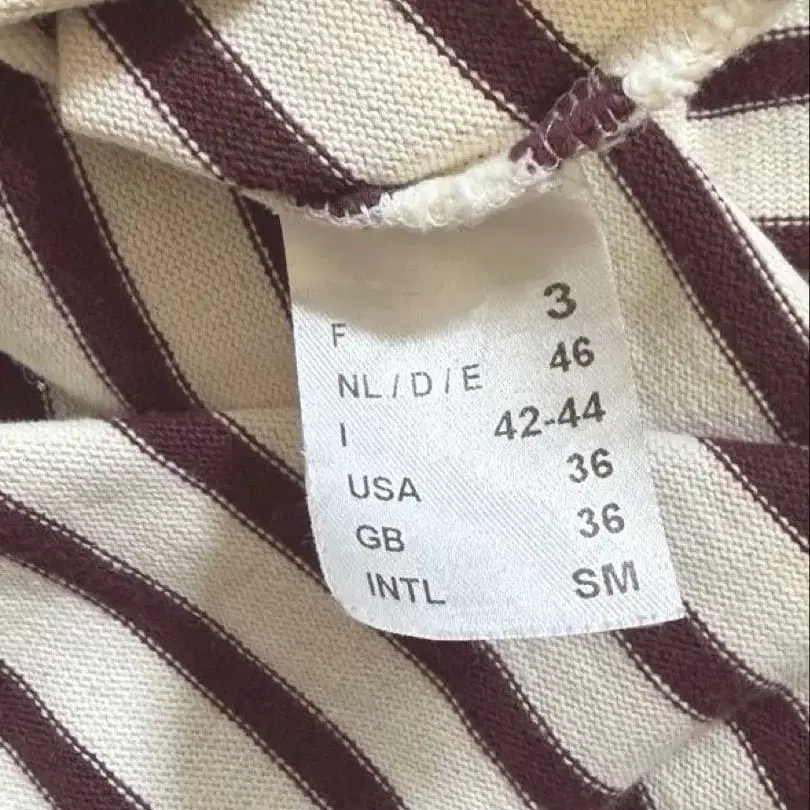 F 3
NL / D / E 46
I 42-44
USA 36
GB 36
INTL SM